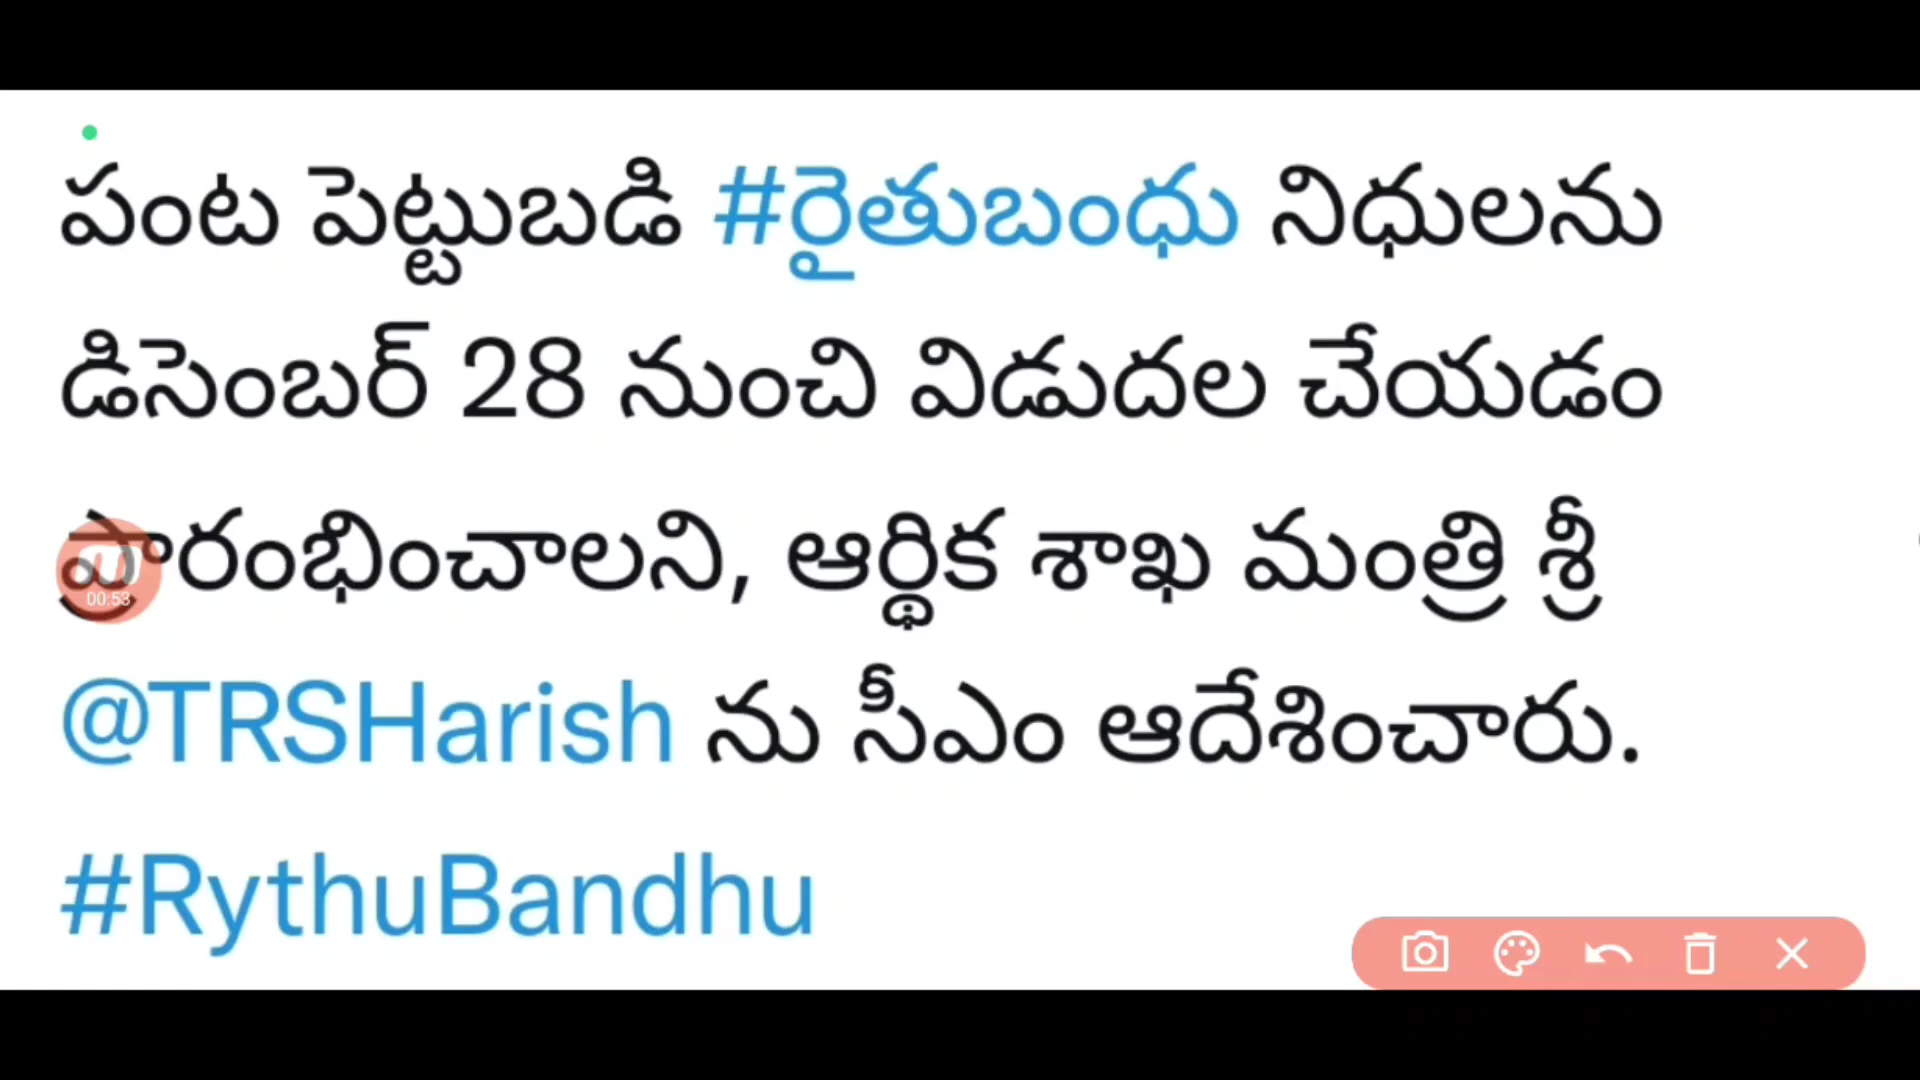 పంట పెట్టుబడి #రైతుబంధు నిధులను
డిసెంబర్ 28 నుంచి విడుదల చేయడం
ప్రారంభించాలని, ఆర్థిక శాఖ మంత్రి శ్రీ
00:53
@TRSHarish ను సీఎం ఆదేశించారు.
#RythuBandhu